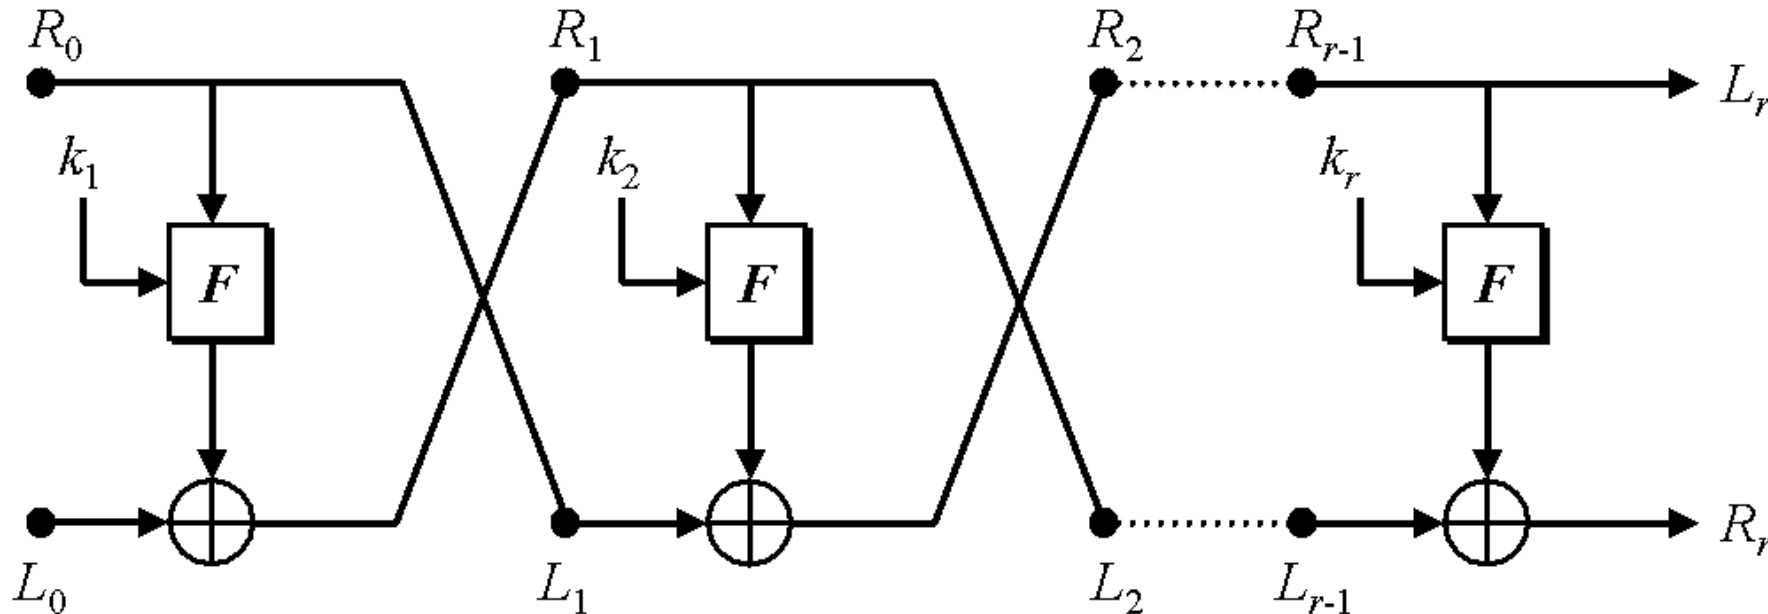 R₀ R₁ R₂ Rᵣ₋₁
Lᵣ
k₁ k₂ kᵣ
F F F
Rᵣ
L₀ L₁ L₂ Lᵣ₋₁